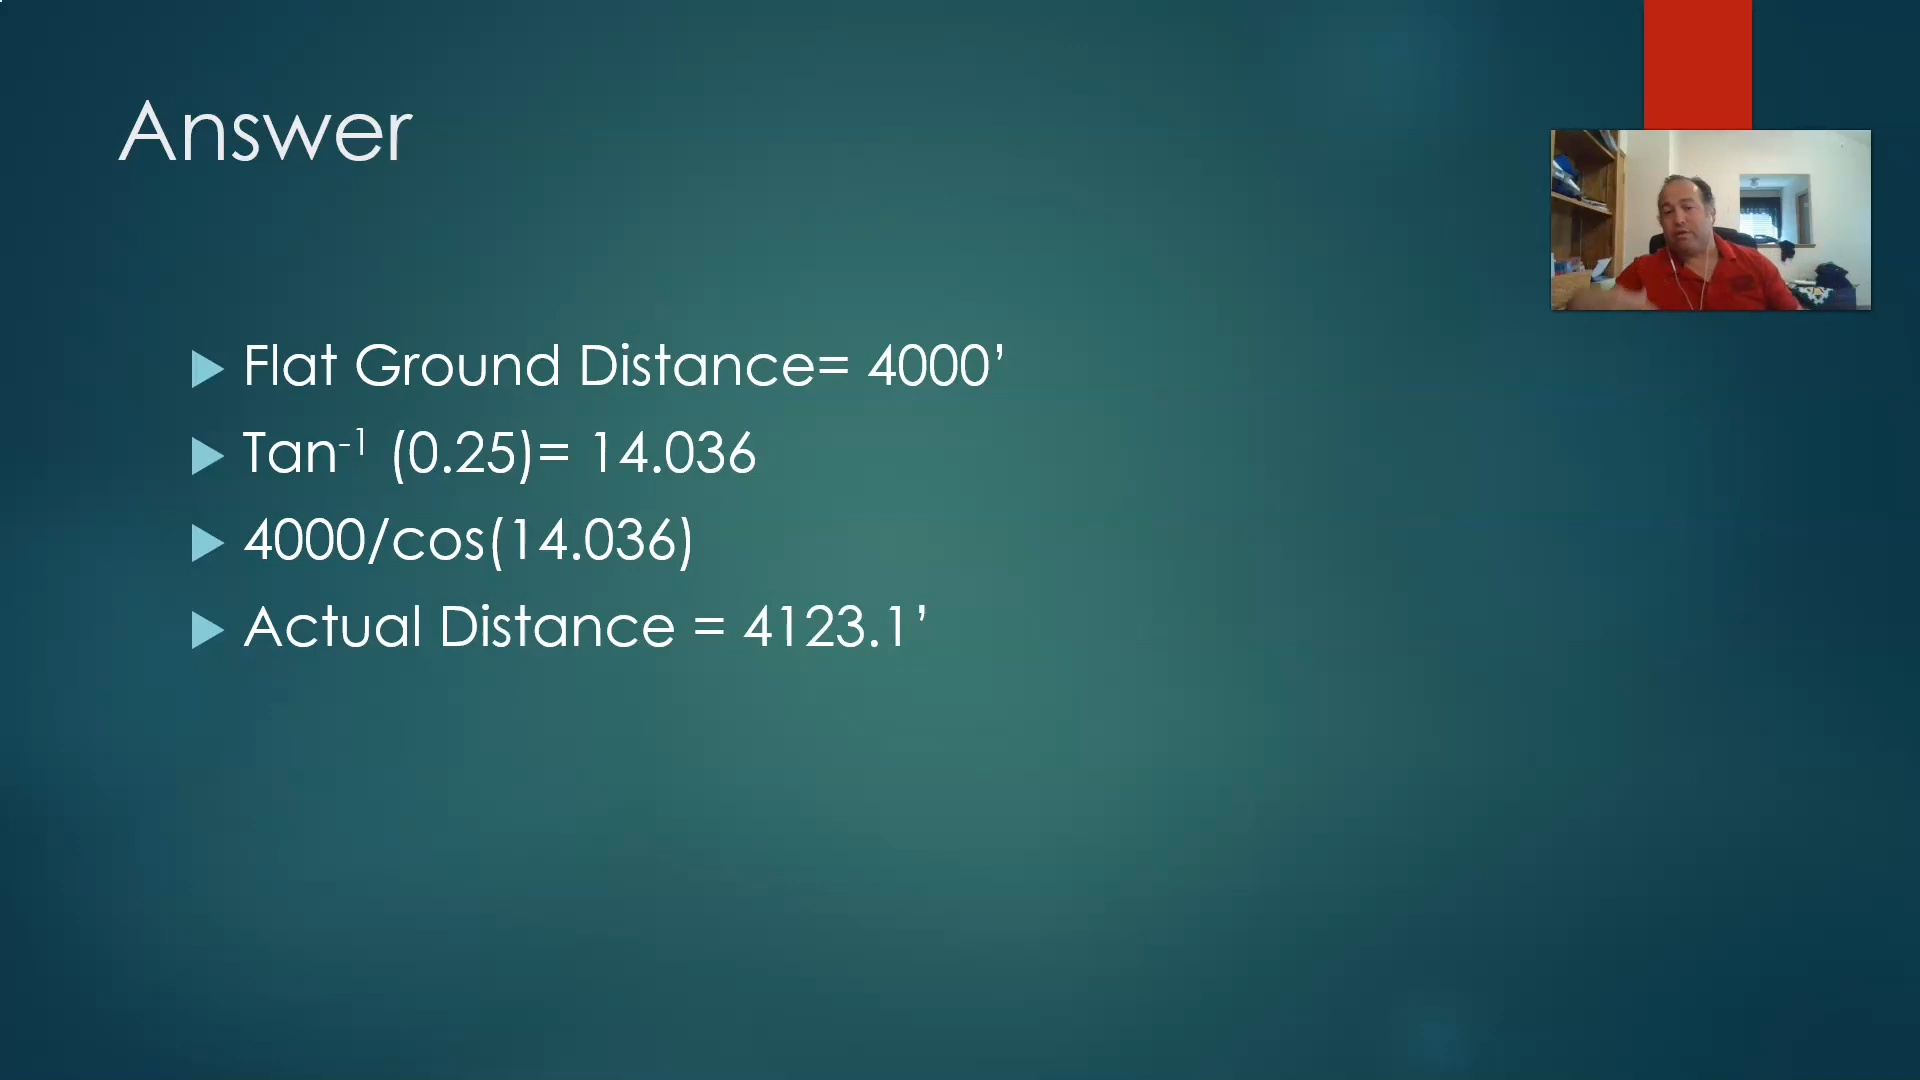 Answer
Flat Ground Distance= 4000’
Tan⁻¹ (0.25)= 14.036
4000/cos(14.036)
Actual Distance = 4123.1’